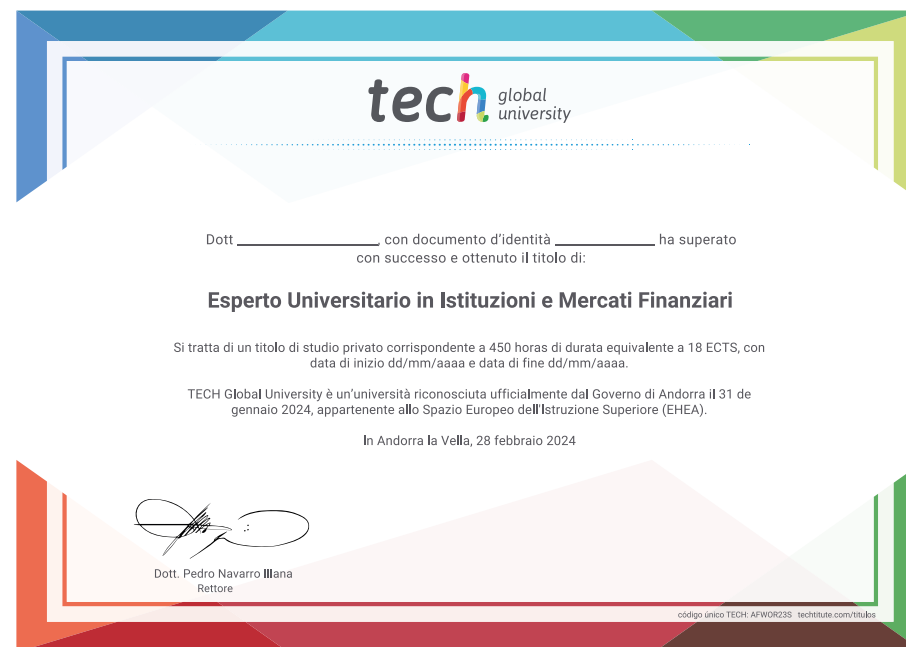 tech global university
Dott ____________, con documento d'identità ____________ ha superato
con successo e ottenuto il titolo di:
Esperto Universitario in Istituzioni e Mercati Finanziari
Si tratta di un titolo di studio privato corrispondente a 450 horas di durata equivalente a 18 ECTS, con
data di inizio dd/mm/aaaa e data di fine dd/mm/aaaa.
TECH Global University è un'università riconosciuta ufficialmente dal Governo di Andorra il 31 de
gennaio 2024, appartenente allo Spazio Europeo dell'Istruzione Superiore (EHEA).
In Andorra la Vella, 28 febbraio 2024
Dott. Pedro Navarro Illana
Rettore
código único TECH: AFWOR23S techtitute.com/titulos